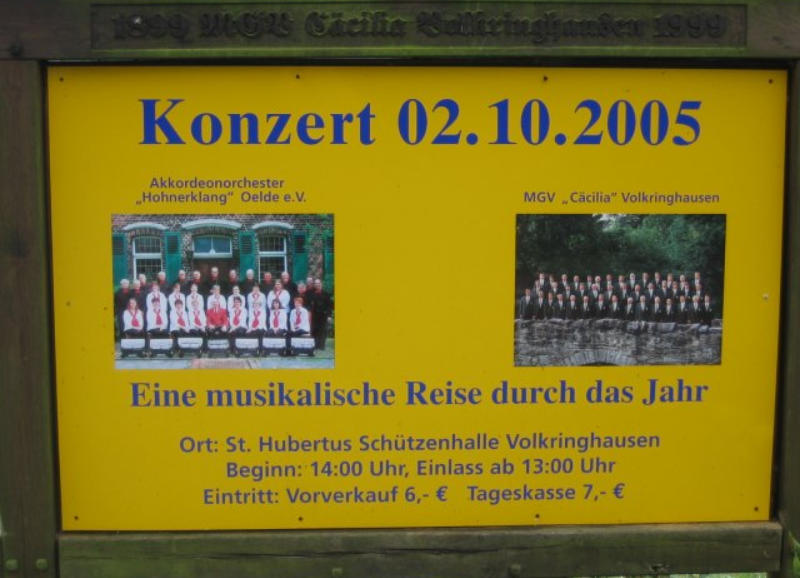 1899 MGV Cäcilia Volkringhausen 1999
Konzert 02.10.2005
Akkordeonorchester
„Hohnerklang" Oelde e.V.
MGV „Cäcilia" Volkringhausen
Eine musikalische Reise durch das Jahr
Ort: St. Hubertus Schützenhalle Volkringhausen
Beginn: 14:00 Uhr, Einlass ab 13:00 Uhr
Eintritt: Vorverkauf 6,- € Tageskasse 7,- €